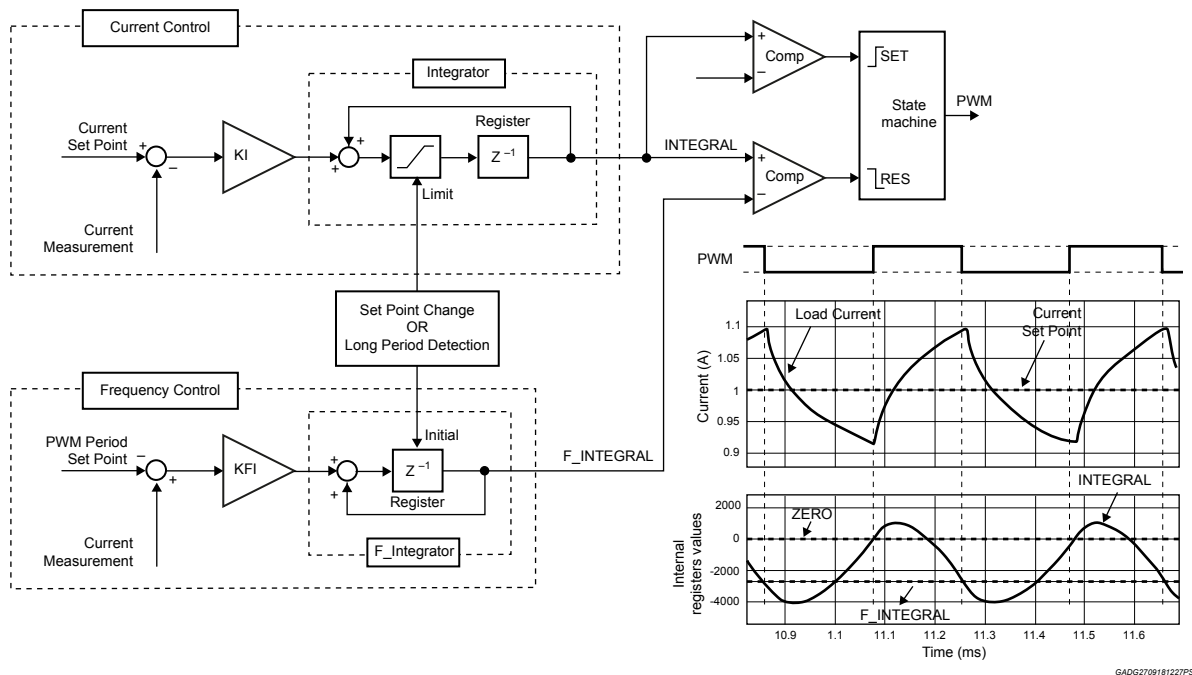 Current Control
Integrator
Current
Set Point
+
−
KI
+
+
Limit
Register
Z −1
INTEGRAL
Current
Measurement
+
−
Comp
+
−
Comp
SET
State
machine
RES
PWM
Set Point Change
OR
Long Period Detection
Frequency Control
PWM Period
Set Point
−
+
KFI
+
+
Initial
Z −1
Register
F_INTEGRAL
F_Integrator
Current
Measurement
PWM
Load Current
Current
Set Point
Current (A)
1.1
1.05
1
0.95
0.9
INTEGRAL
ZERO
F_INTEGRAL
Internal
registers values
2000
0
-2000
-4000
10.9 1.1 11.1 11.2 11.3 11.4 11.5 11.6
Time (ms)
GADG2709181227PS